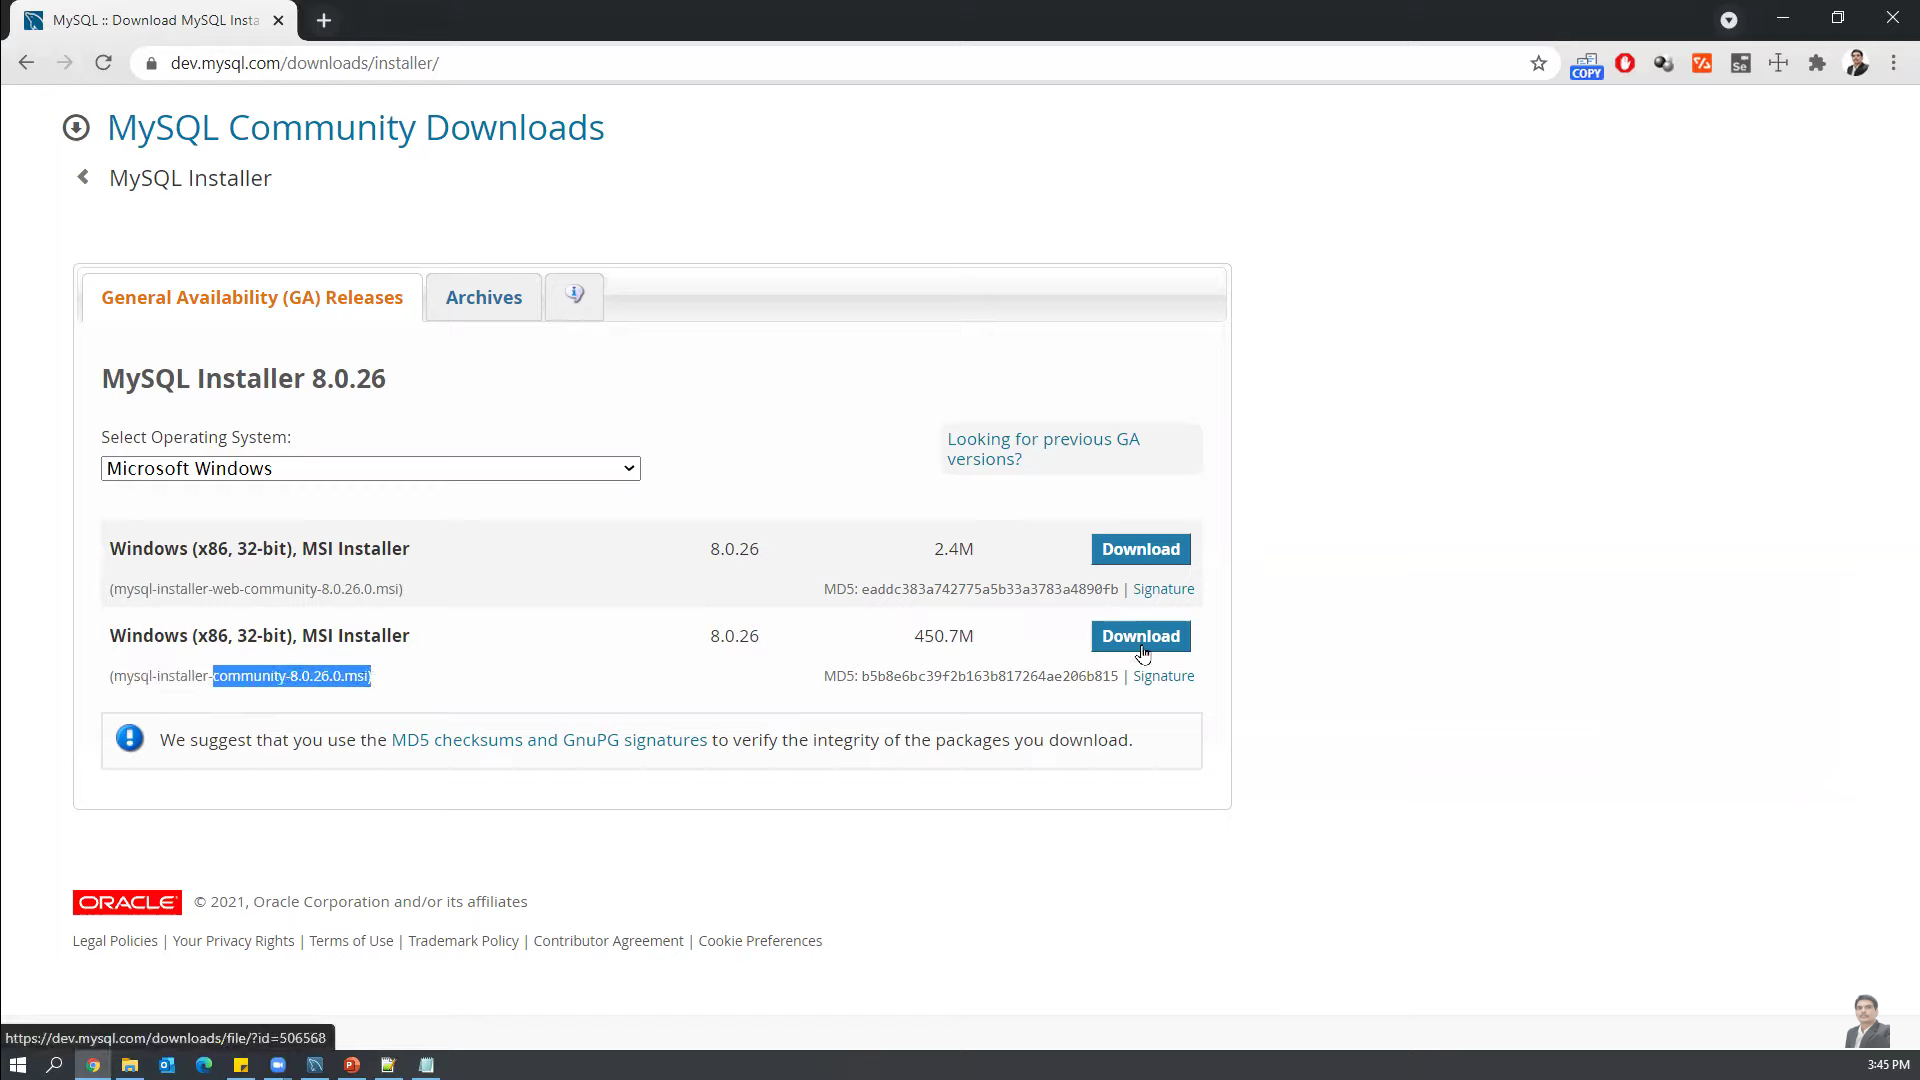 MySQL :: Download MySQL Insta
dev.mysql.com/downloads/installer/
COPY
Se
MySQL Community Downloads
MySQL Installer
General Availability (GA) Releases
Archives
MySQL Installer 8.0.26
Select Operating System:
Microsoft Windows
Looking for previous GA
versions?
Windows (x86, 32-bit), MSI Installer 8.0.26 2.4M Download
(mysql-installer-web-community-8.0.26.0.msi) MD5: eaddc383a742775a5b33a3783a4890fb | Signature
Windows (x86, 32-bit), MSI Installer 8.0.26 450.7M Download
(mysql-installer-community-8.0.26.0.msi) MD5: b5b8e6bc39f2b163b817264ae206b815 | Signature
We suggest that you use the MD5 checksums and GnuPG signatures to verify the integrity of the packages you download.
ORACLE © 2021, Oracle Corporation and/or its affiliates
Legal Policies | Your Privacy Rights | Terms of Use | Trademark Policy | Contributor Agreement | Cookie Preferences
https://dev.mysql.com/downloads/file/?id=506568
3:45 PM